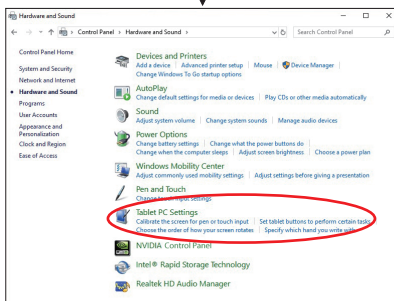 Hardware and Sound
Control Panel > Hardware and Sound >
Search Control Panel
Control Panel Home
System and Security
Network and Internet
Hardware and Sound
Programs
User Accounts
Appearance and
Personalization
Clock and Region
Ease of Access
Devices and Printers
Add a device | Advanced printer setup | Mouse | Device Manager |
Change Windows To Go startup options
AutoPlay
Change default settings for media or devices | Play CDs or other media automatically
Sound
Adjust system volume | Change system sounds | Manage audio devices
Power Options
Change battery settings | Change what the power buttons do |
Change when the computer sleeps | Adjust screen brightness | Choose a power plan
Windows Mobility Center
Adjust commonly used mobility settings | Adjust settings before giving a presentation
Pen and Touch
Change touch input settings
Tablet PC Settings
Calibrate the screen for pen or touch input | Set tablet buttons to perform certain tasks
Choose the order of how your screen rotates | Specify which hand you write with
NVIDIA Control Panel
Intel® Rapid Storage Technology
Realtek HD Audio Manager